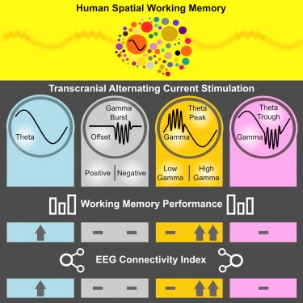 Human Spatial Working Memory
Transcranial Alternating Current Stimulation
Theta
Gamma
Burst
Offset
Positive Negative
Theta
Peak
Gamma
Low
Gamma
High
Gamma
Theta
Trough
Gamma
Working Memory Performance
EEG Connectivity Index